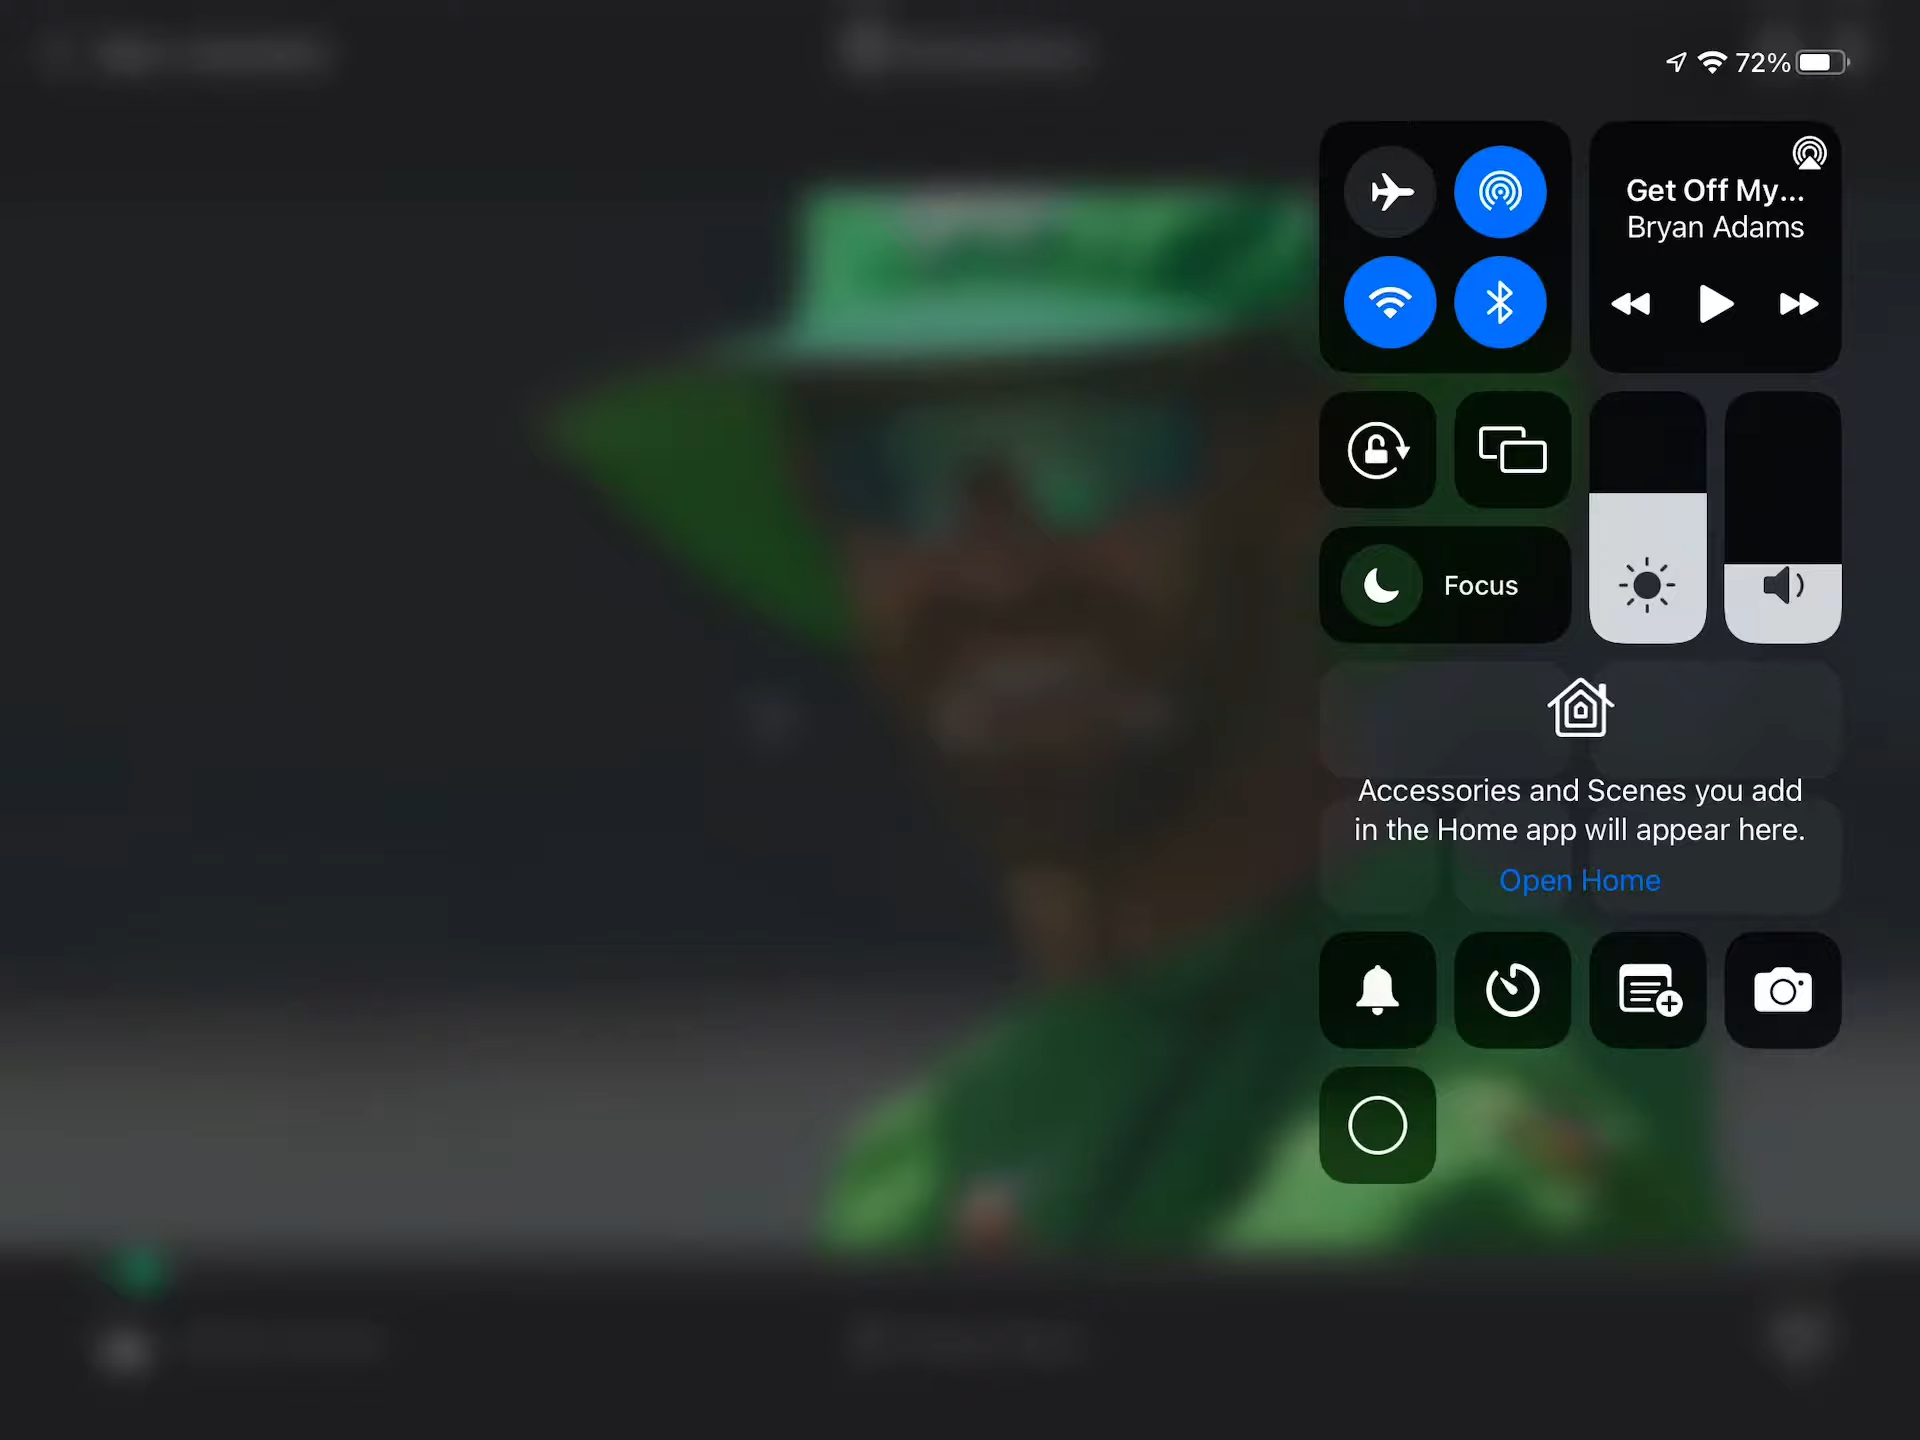 72%
Get Off My...
Bryan Adams
Focus
Accessories and Scenes you add
in the Home app will appear here.
Open Home